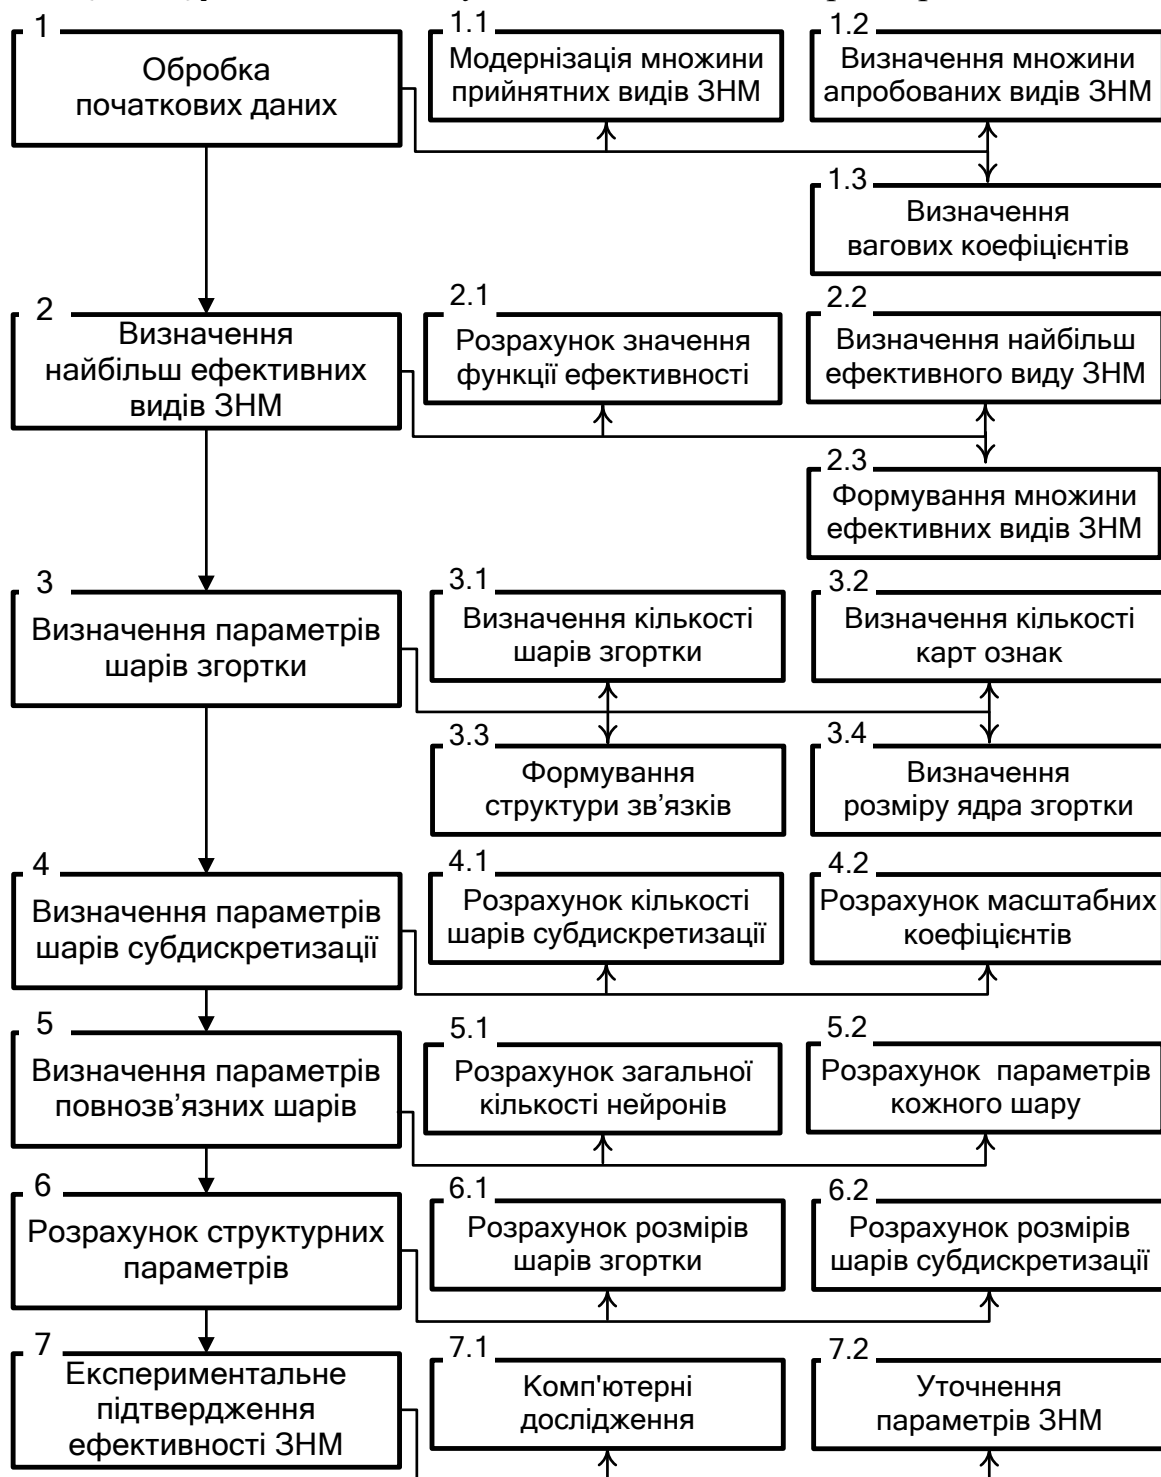 1
Обробка
початкових даних
1.1
Модернізація множини
прийнятних видів ЗНМ
1.2
Визначення множини
апробованих видів ЗНМ
1.3
Визначення
вагових коефіцієнтів
2
Визначення
найбільш ефективних
видів ЗНМ
2.1
Розрахунок значення
функції ефективності
2.2
Визначення найбільш
ефективного виду ЗНМ
2.3
Формування множини
ефективних видів ЗНМ
3
Визначення параметрів
шарів згортки
3.1
Визначення кількості
шарів згортки
3.2
Визначення кількості
карт ознак
3.3
Формування
структури зв’язків
3.4
Визначення
розміру ядра згортки
4
Визначення параметрів
шарів субдискретизації
4.1
Розрахунок кількості
шарів субдискретизації
4.2
Розрахунок масштабних
коефіцієнтів
5
Визначення параметрів
повнозв’язних шарів
5.1
Розрахунок загальної
кількості нейронів
5.2
Розрахунок параметрів
кожного шару
6
Розрахунок структурних
параметрів
6.1
Розрахунок розмірів
шарів згортки
6.2
Розрахунок розмірів
шарів субдискретизації
7
Експериментальне
підтвердження
ефективності ЗНМ
7.1
Комп'ютерні
дослідження
7.2
Уточнення
параметрів ЗНМ